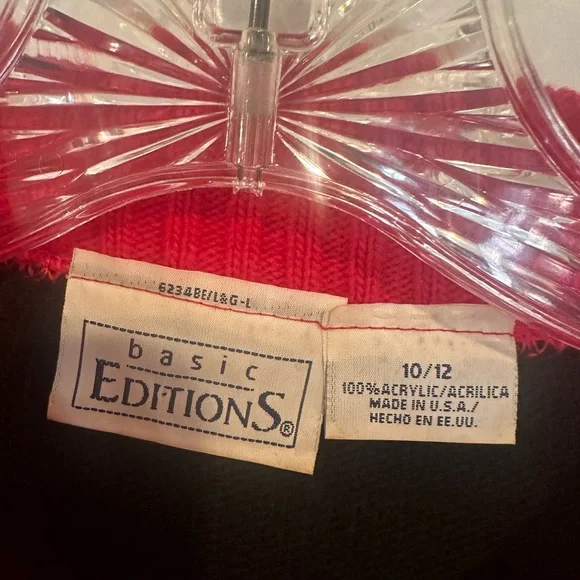 6234BE/L&G-L
basic
EDITIONS®
10/12
100%ACRYLIC/ACRILICA
MADE IN U.S.A./
HECHO EN EE.UU.